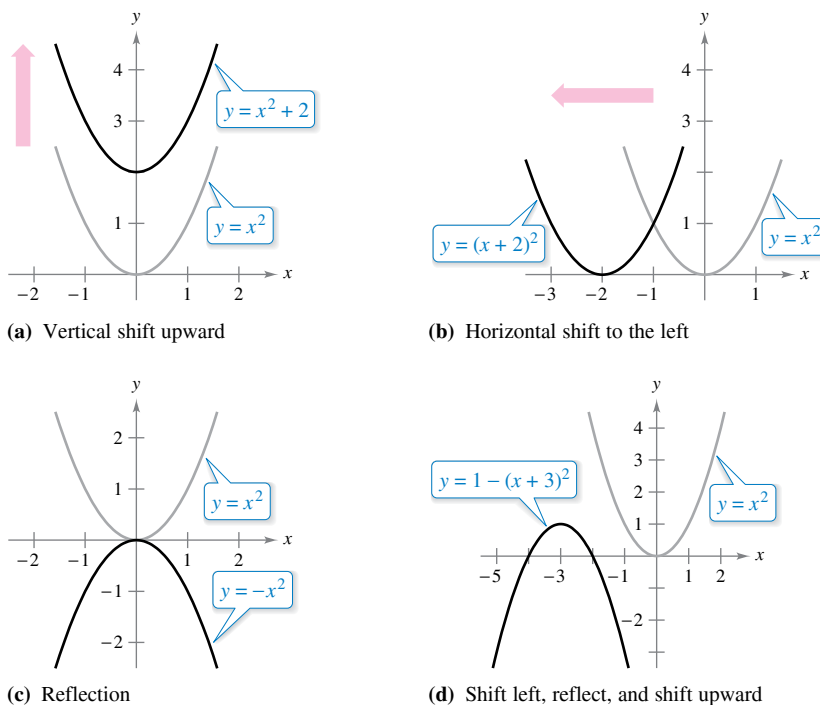 y
4
3
1
y = x² + 2
y = x²
x
−2 −1 1 2
(a) Vertical shift upward
y
4
3
1
y = (x + 2)²
y = x²
x
−3 −2 −1 1
(b) Horizontal shift to the left
y
2
1
y = x²
x
−2 −1 1 2
−1
y = −x²
−2
(c) Reflection
y
4
3
2
1
y = 1 − (x + 3)²
y = x²
x
−5 −3 −1 1 2
−2
(d) Shift left, reflect, and shift upward